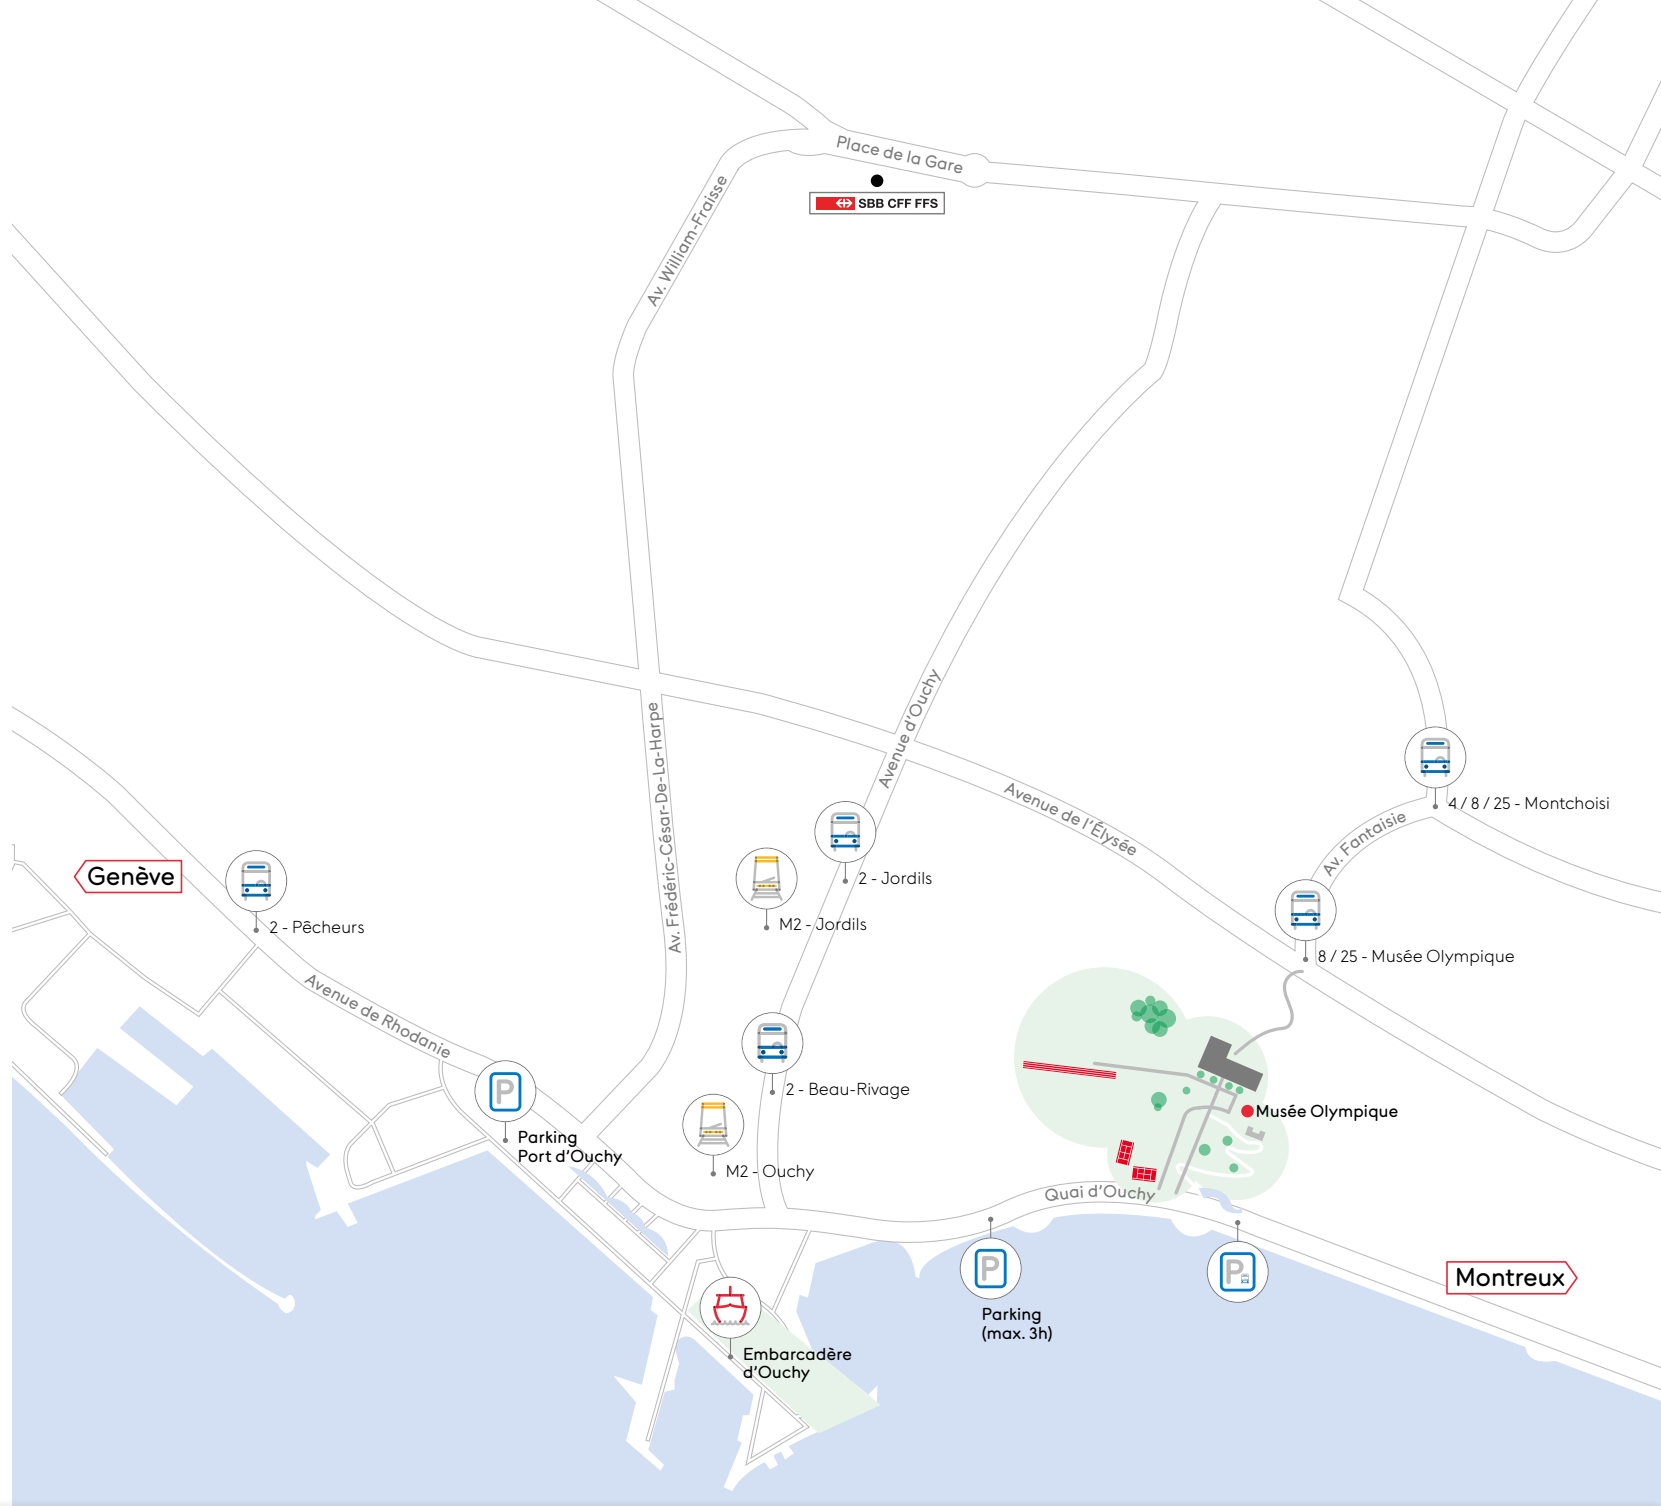 Place de la Gare
SBB CFF FFS
Av. William-Fraisse
Avenue d'Ouchy
Av. Frédéric-César-De-La-Harpe
Avenue de l'Élysée
4 / 8 / 25 - Montchoisi
Av. Fantaisie
Genève
2 - Pêcheurs
2 - Jordils
M2 - Jordils
8 / 25 - Musée Olympique
Avenue de Rhodanie
P
2 - Beau-Rivage
Musée Olympique
Parking
Port d'Ouchy
M2 - Ouchy
Quai d'Ouchy
P
P
Montreux
Parking
(max. 3h)
Embarcadère
d'Ouchy